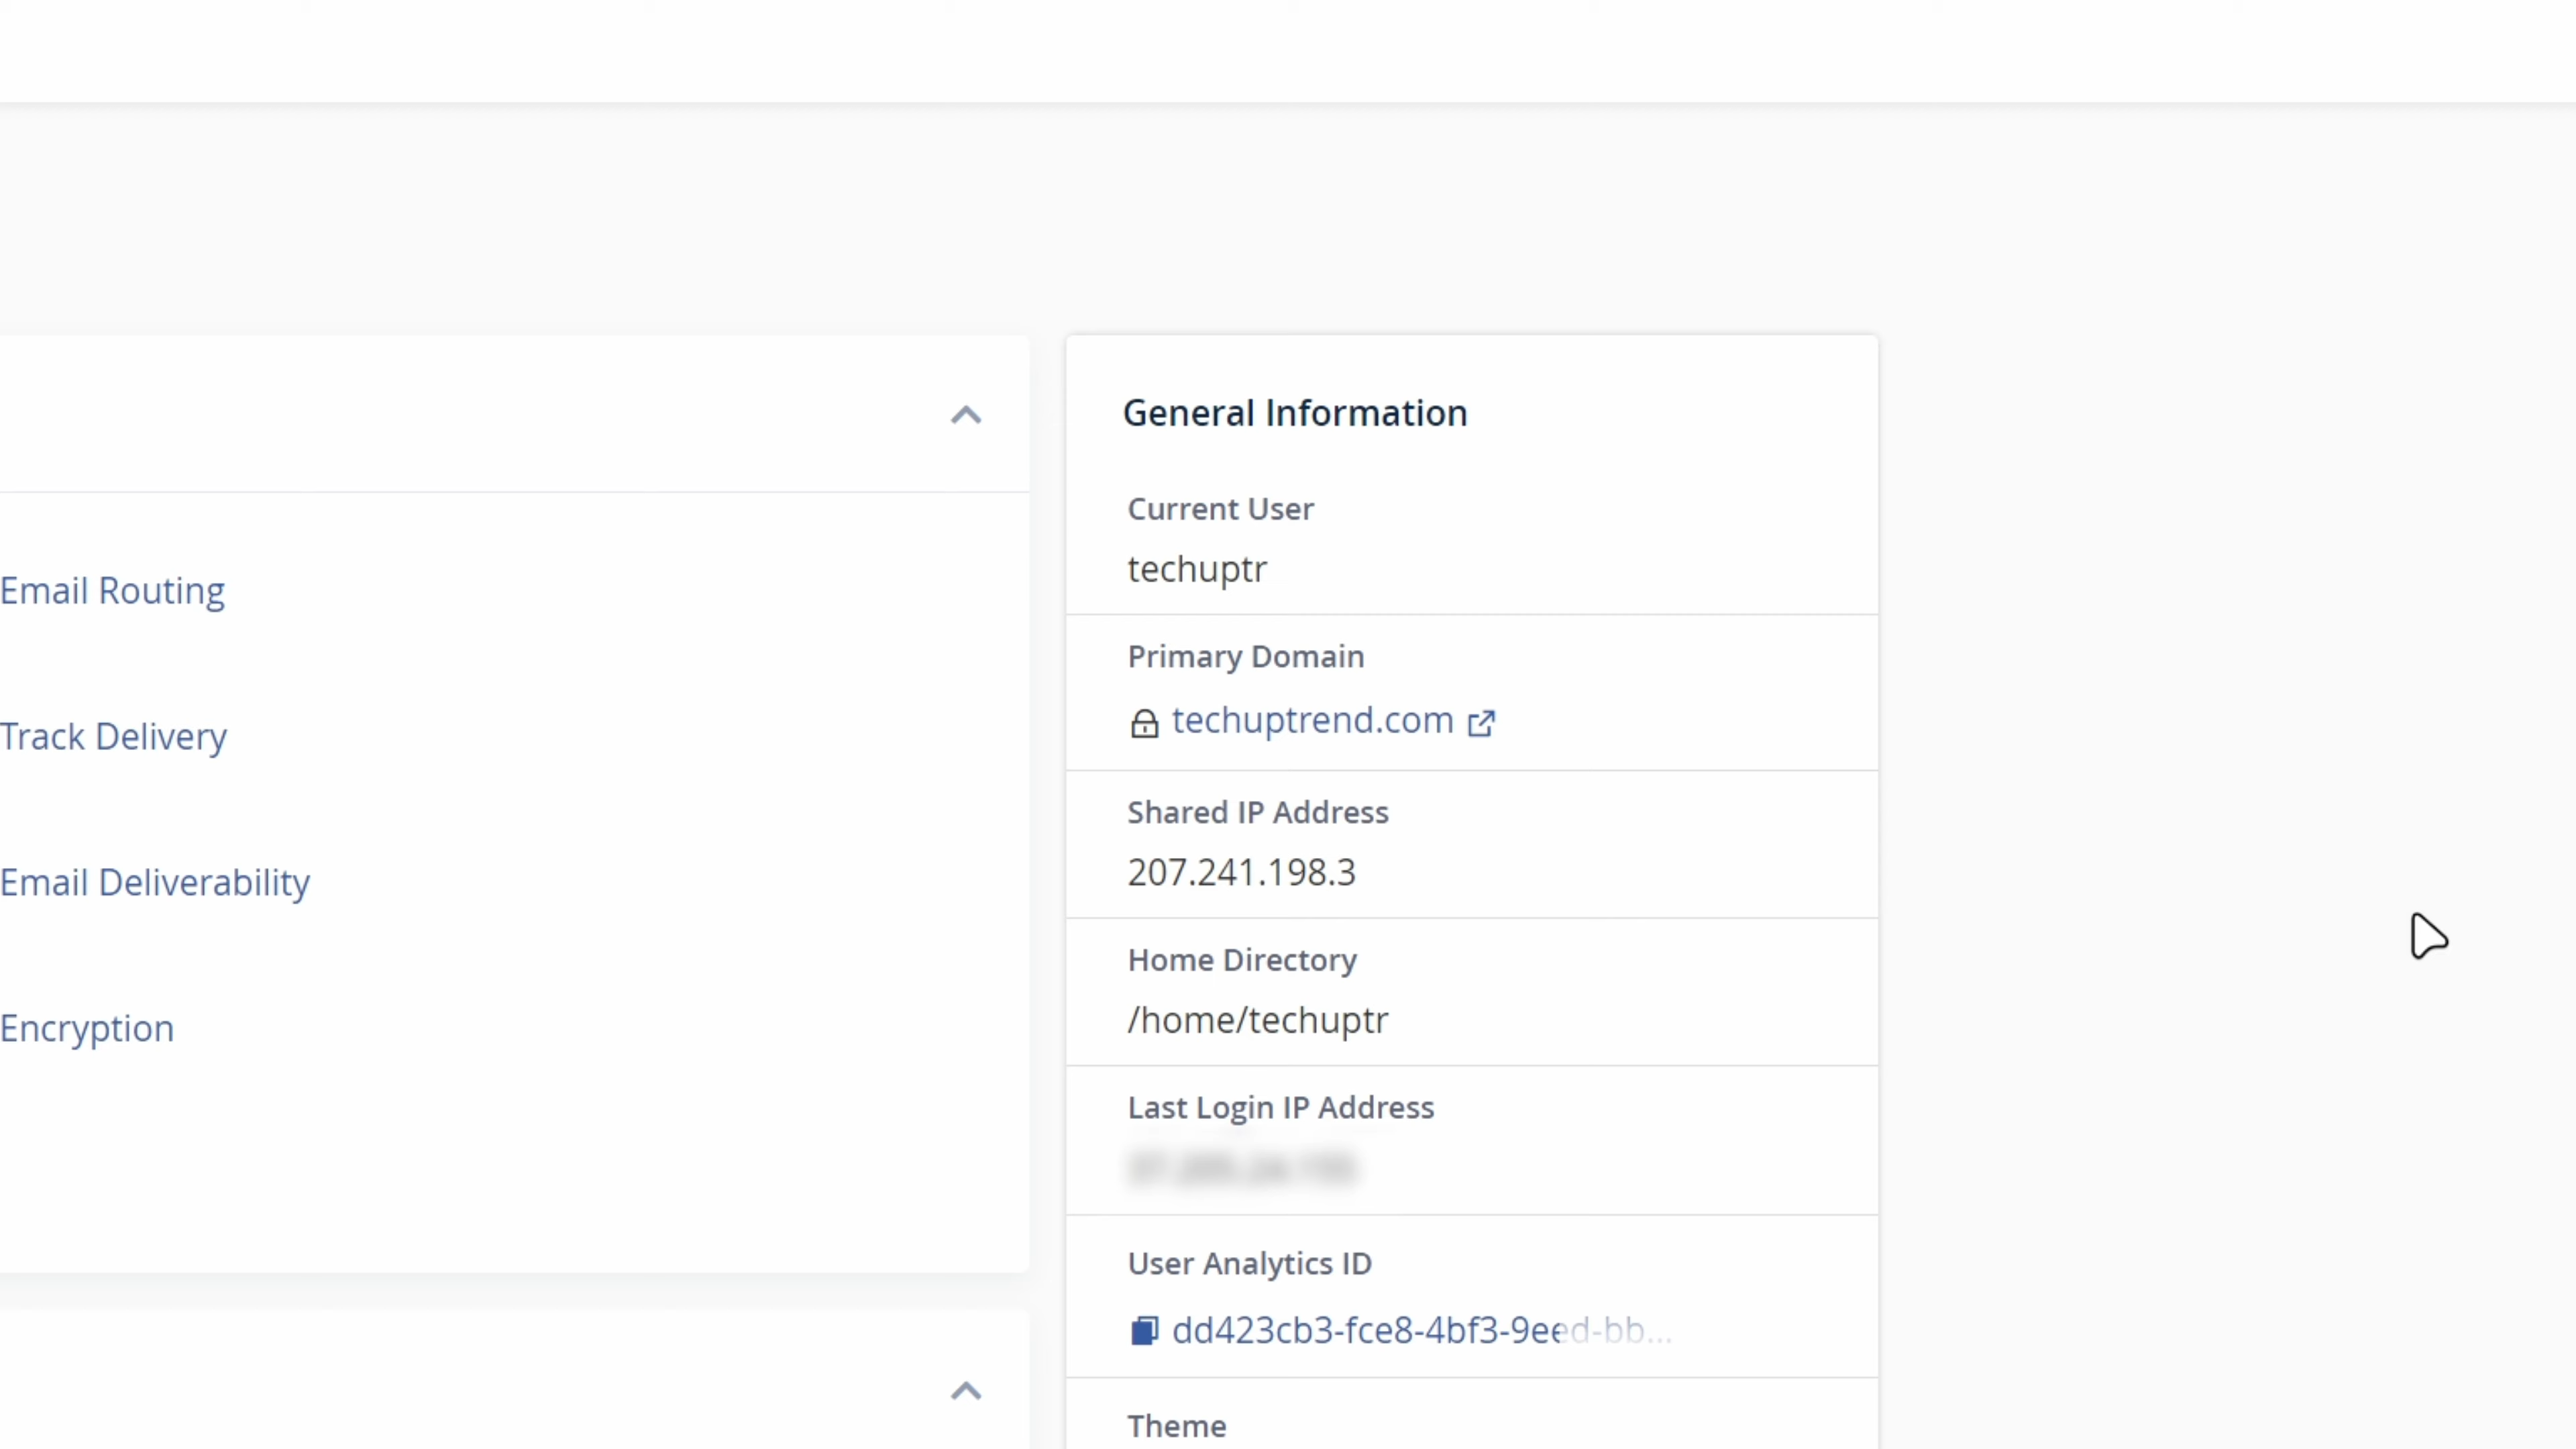 Email Routing
Track Delivery
Email Deliverability
Encryption
General Information
Current User
techuptr
Primary Domain
techuptrend.com
Shared IP Address
207.241.198.3
Home Directory
/home/techuptr
Last Login IP Address
User Analytics ID
dd423cb3-fce8-4bf3-9eed-bb...
Theme